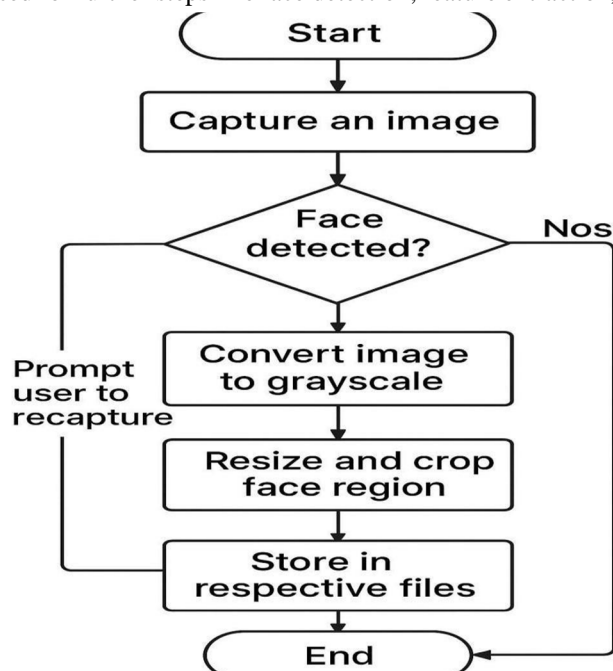 Start
Capture an image
Face
detected?
Nos
Convert image
to grayscale
Prompt
user to
recapture
Resize and crop
face region
Store in
respective files
End